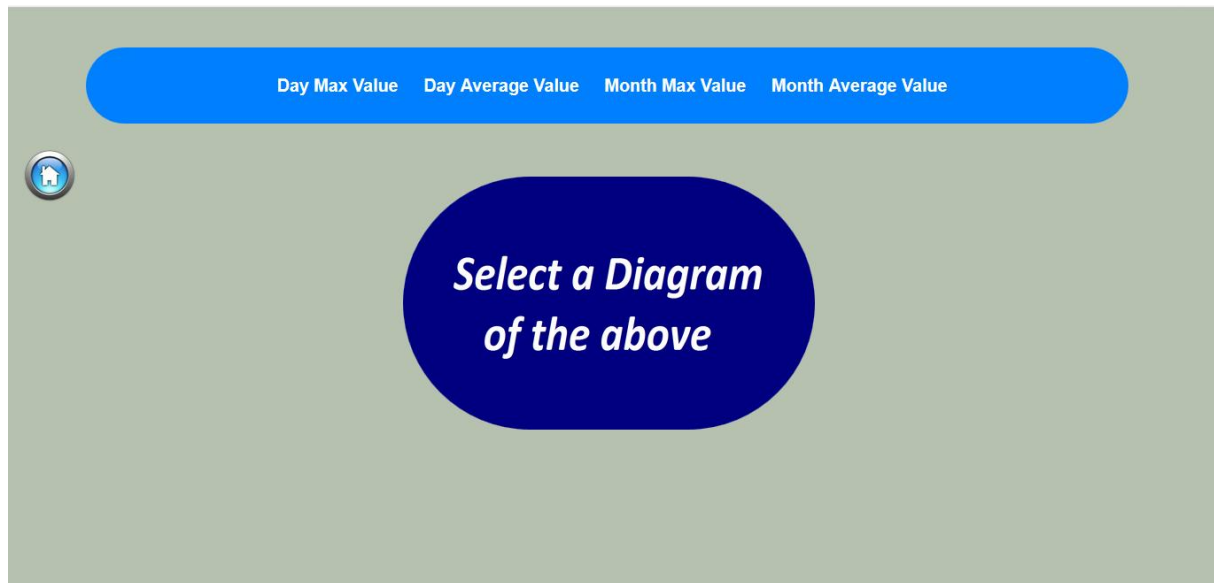 Day Max Value Day Average Value Month Max Value Month Average Value
Select a Diagram
of the above